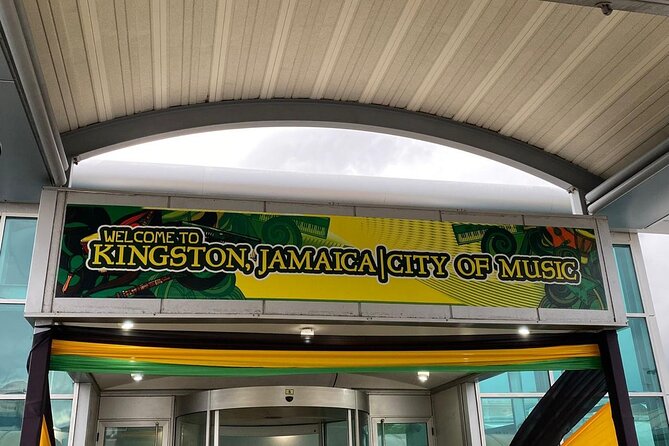 WELCOME TO
KINGSTON, JAMAICA|CITY OF MUSIC